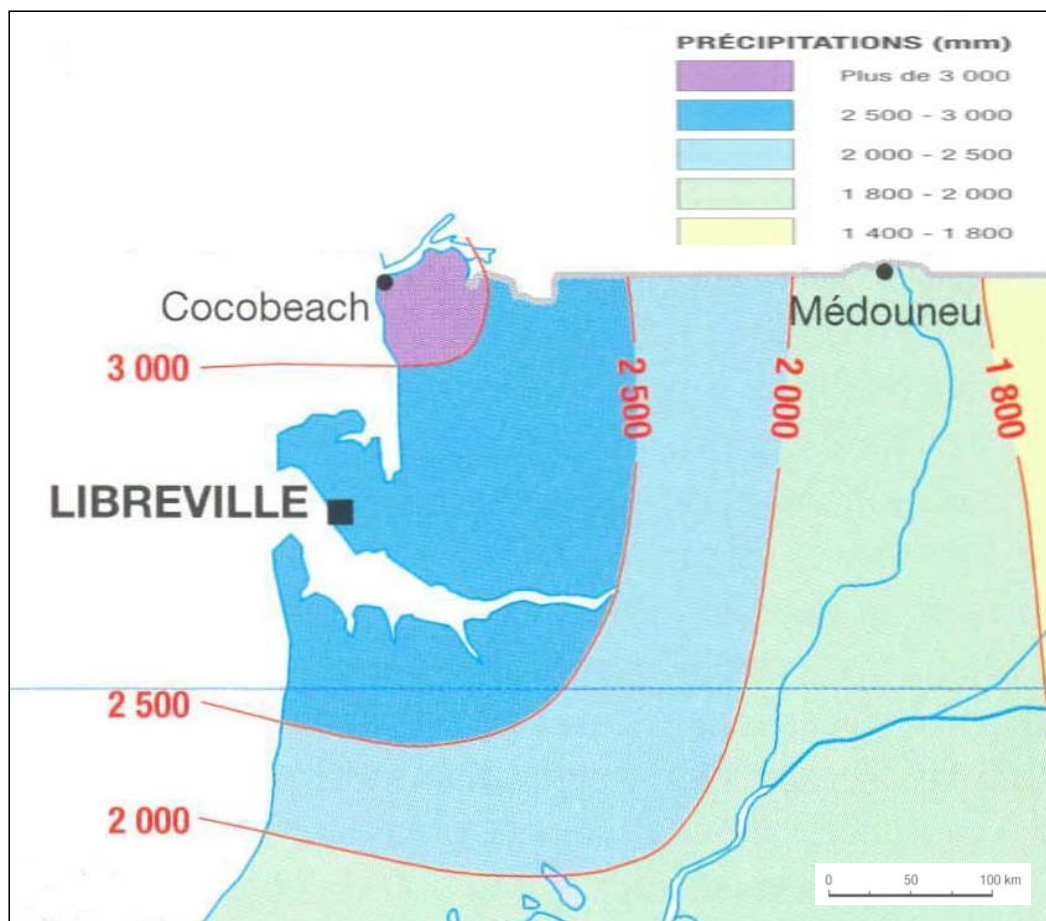 PRÉCIPITATIONS (mm)
Plus de 3 000
2 500 - 3 000
2 000 - 2 500
1 800 - 2 000
1 400 - 1 800
Cocobeach
Médouneu
3 000
2 500
2 000
1 800
LIBREVILLE
2 500
2 000
0 50 100 km